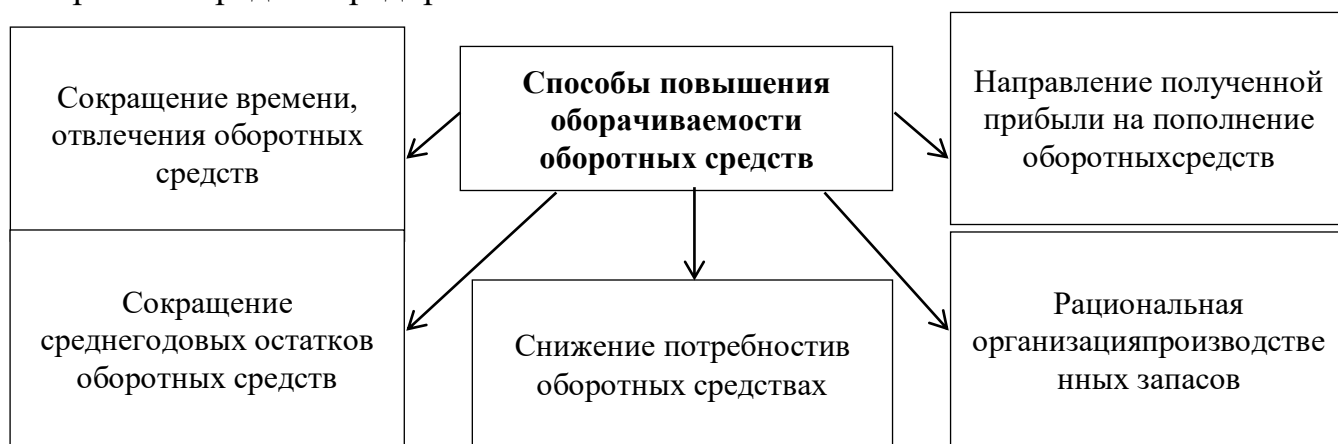 Сокращение времени,
отвлечения оборотных
средств
Способы повышения
оборачиваемости
оборотных средств
Направление полученной
прибыли на пополнение
оборотныхсредств
Сокращение
среднегодовых остатков
оборотных средств
Снижение потребностив
оборотных средствах
Рациональная
организацияпроизводстве
нных запасов